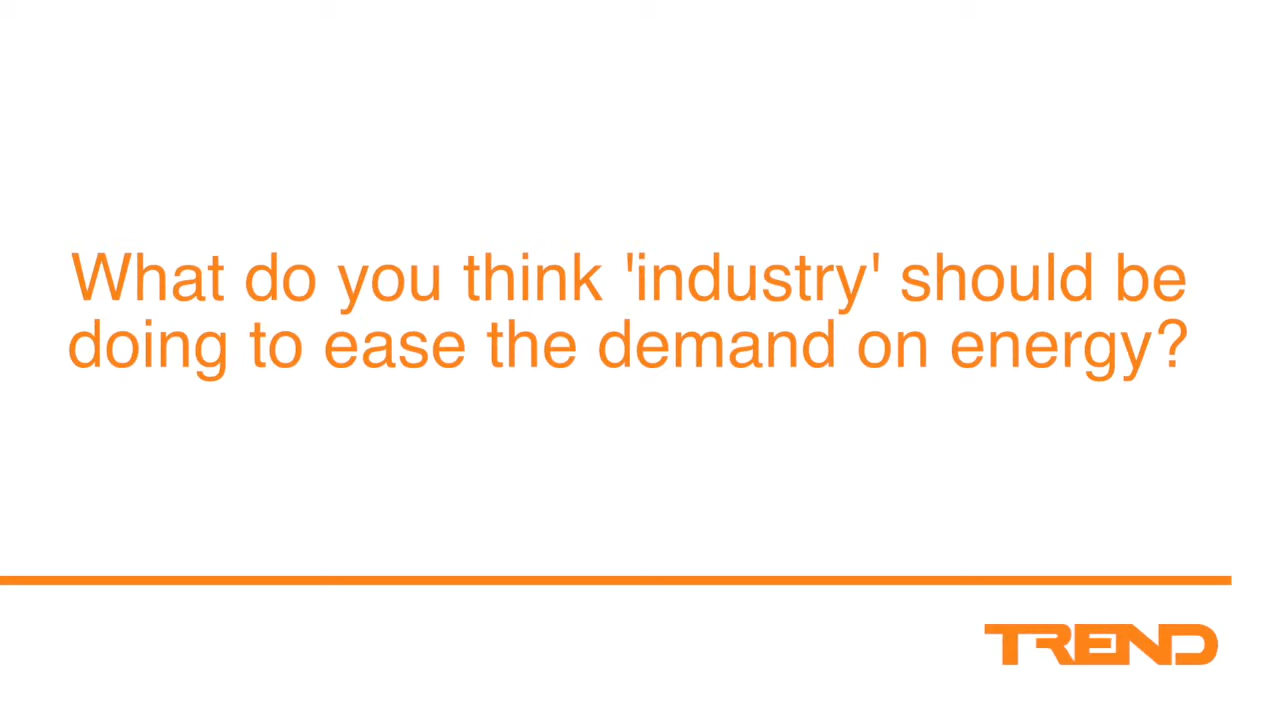 What do you think 'industry' should be
doing to ease the demand on energy?
TREND